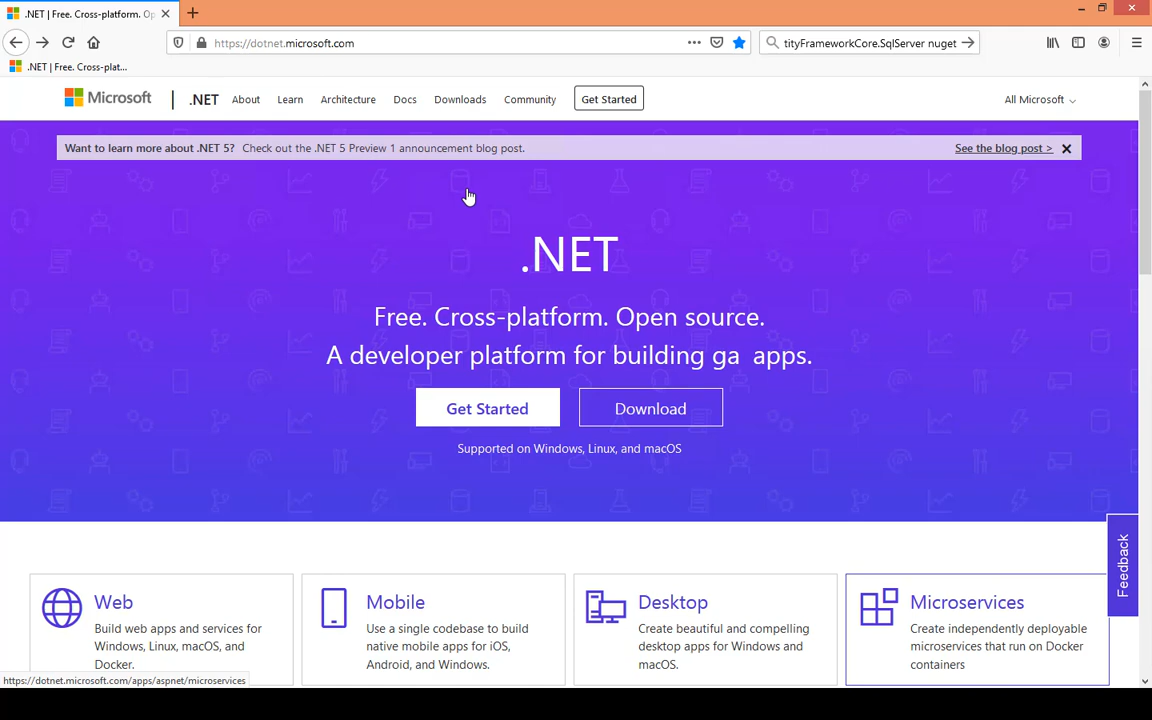 .NET | Free. Cross-platform. Op
https://dotnet.microsoft.com
tityFrameworkCore.SqlServer nuget
.NET | Free. Cross-plat...
Microsoft
.NET
About
Learn
Architecture
Docs
Downloads
Community
Get Started
All Microsoft
Want to learn more about .NET 5? Check out the .NET 5 Preview 1 announcement blog post.
See the blog post >
.NET
Free. Cross-platform. Open source.
A developer platform for building ga apps.
Get Started
Download
Supported on Windows, Linux, and macOS
Feedback
Web
Build web apps and services for
Windows, Linux, macOS, and
Docker.
Mobile
Use a single codebase to build
native mobile apps for iOS,
Android, and Windows.
Desktop
Create beautiful and compelling
desktop apps for Windows and
macOS.
Microservices
Create independently deployable
microservices that run on Docker
containers
https://dotnet.microsoft.com/apps/aspnet/microservices